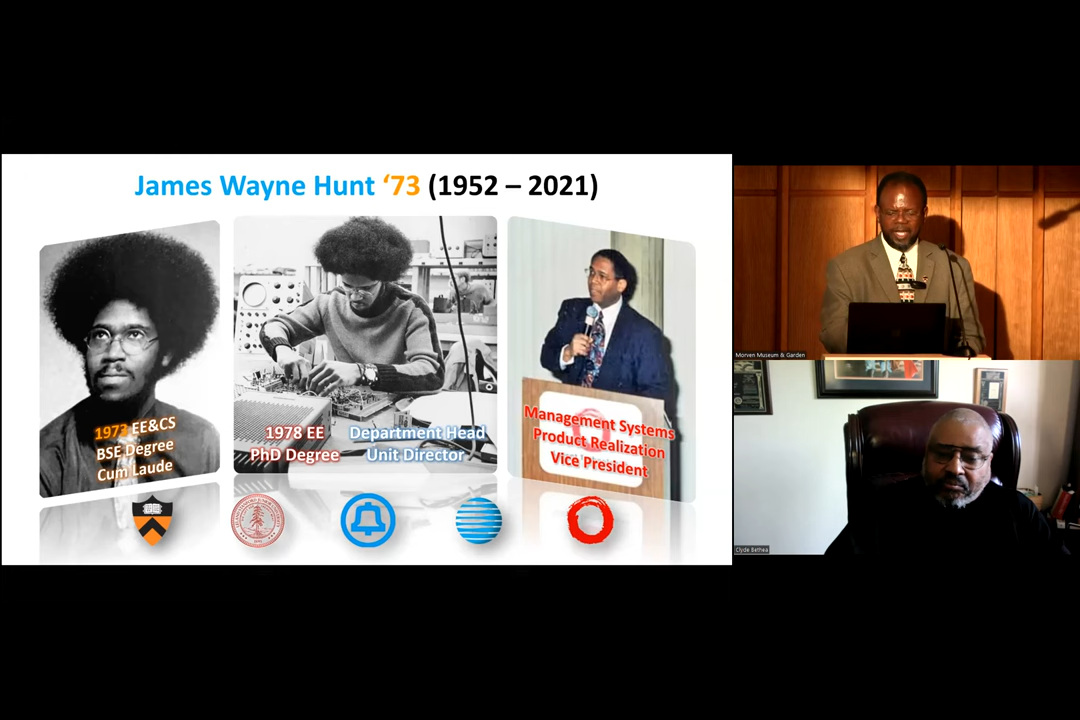 James Wayne Hunt ‘73 (1952 – 2021)
1973 EE&CS
BSE Degree
Cum Laude
1978 EE
PhD Degree
Department Head
Unit Director
Management Systems
Product Realization
Vice President
Morven Museum & Garden
Clyde Bethea